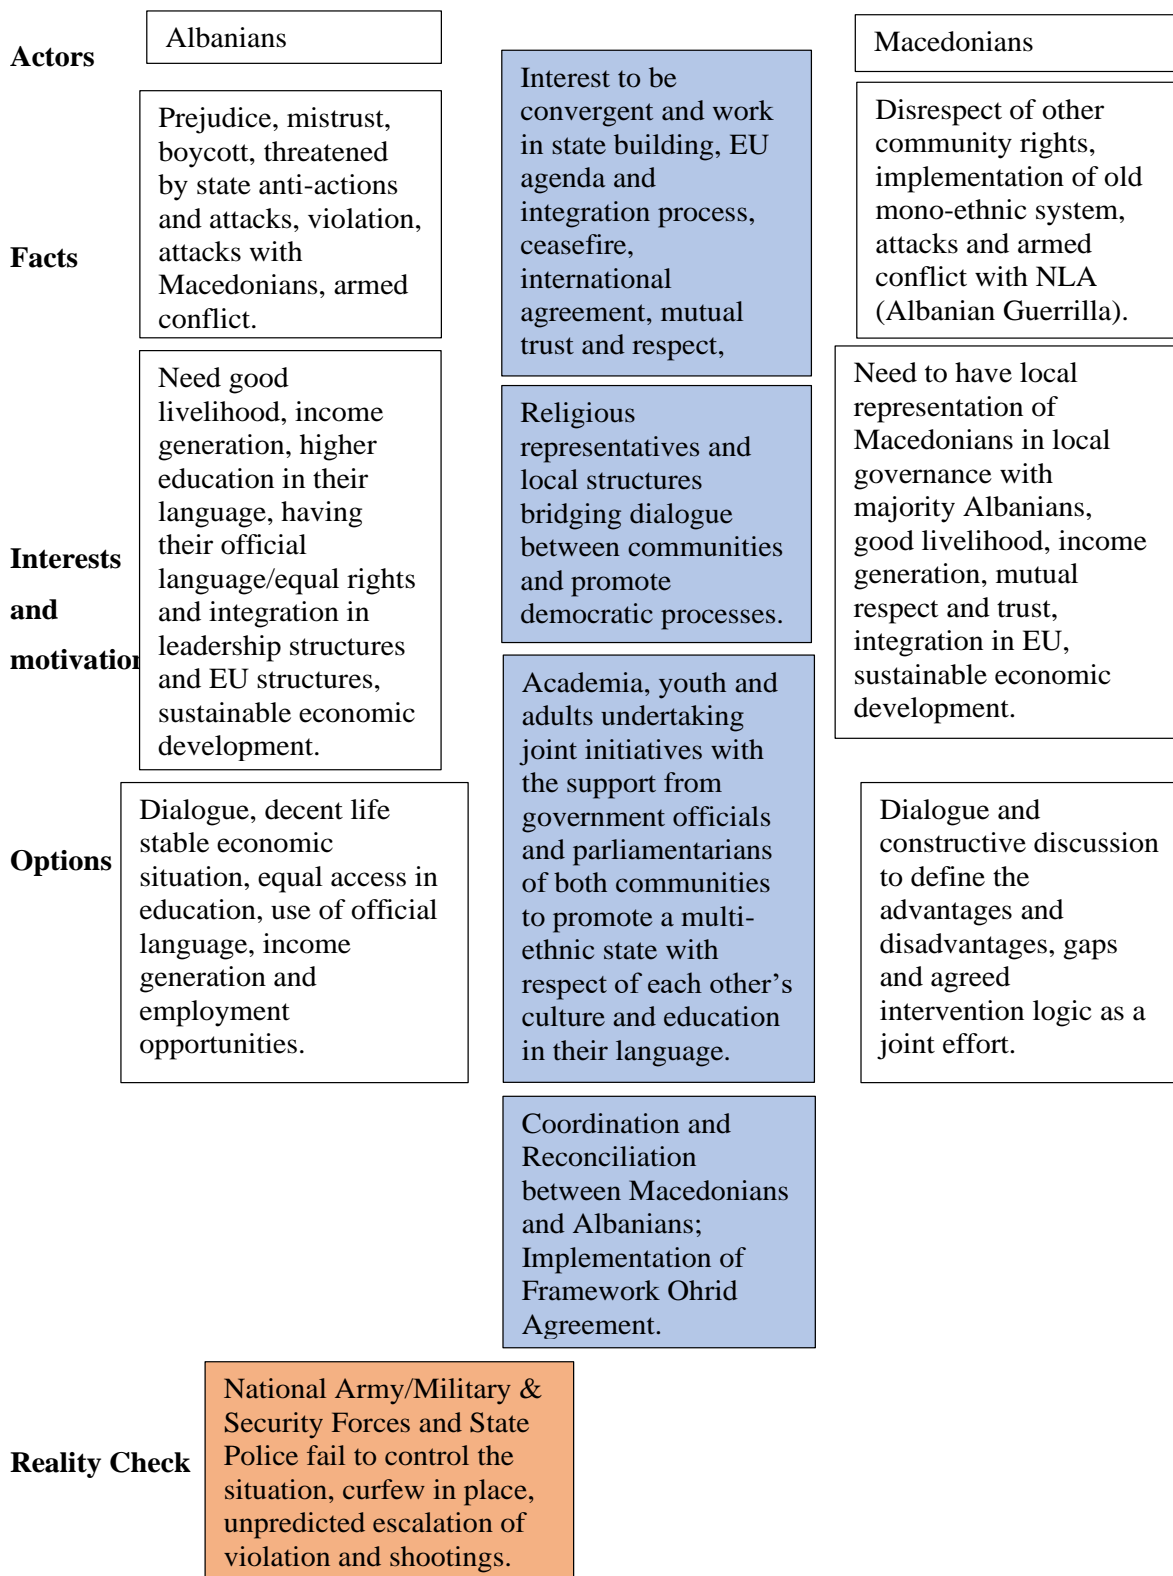 Actors
Albanians
Macedonians
Interest to be
convergent and work
in state building, EU
agenda and
integration process,
ceasefire,
international
agreement, mutual
trust and respect,
Facts
Prejudice, mistrust,
boycott, threatened
by state anti-actions
and attacks, violation,
attacks with
Macedonians, armed
conflict.
Disrespect of other
community rights,
implementation of old
mono-ethnic system,
attacks and armed
conflict with NLA
(Albanian Guerrilla).
Interests
and
motivation
Need good
livelihood, income
generation, higher
education in their
language, having
their official
language/equal rights
and integration in
leadership structures
and EU structures,
sustainable economic
development.
Religious
representatives and
local structures
bridging dialogue
between communities
and promote
democratic processes.
Need to have local
representation of
Macedonians in local
governance with
majority Albanians,
good livelihood, income
generation, mutual
respect and trust,
integration in EU,
sustainable economic
development.
Academia, youth and
adults undertaking
joint initiatives with
the support from
government officials
and parliamentarians
of both communities
to promote a multi-
ethnic state with
respect of each other’s
culture and education
in their language.
Options
Dialogue, decent life
stable economic
situation, equal access in
education, use of official
language, income
generation and
employment
opportunities.
Dialogue and
constructive discussion
to define the
advantages and
disadvantages, gaps
and agreed
intervention logic as a
joint effort.
Coordination and
Reconciliation
between Macedonians
and Albanians;
Implementation of
Framework Ohrid
Agreement.
Reality Check
National Army/Military &
Security Forces and State
Police fail to control the
situation, curfew in place,
unpredicted escalation of
violation and shootings.